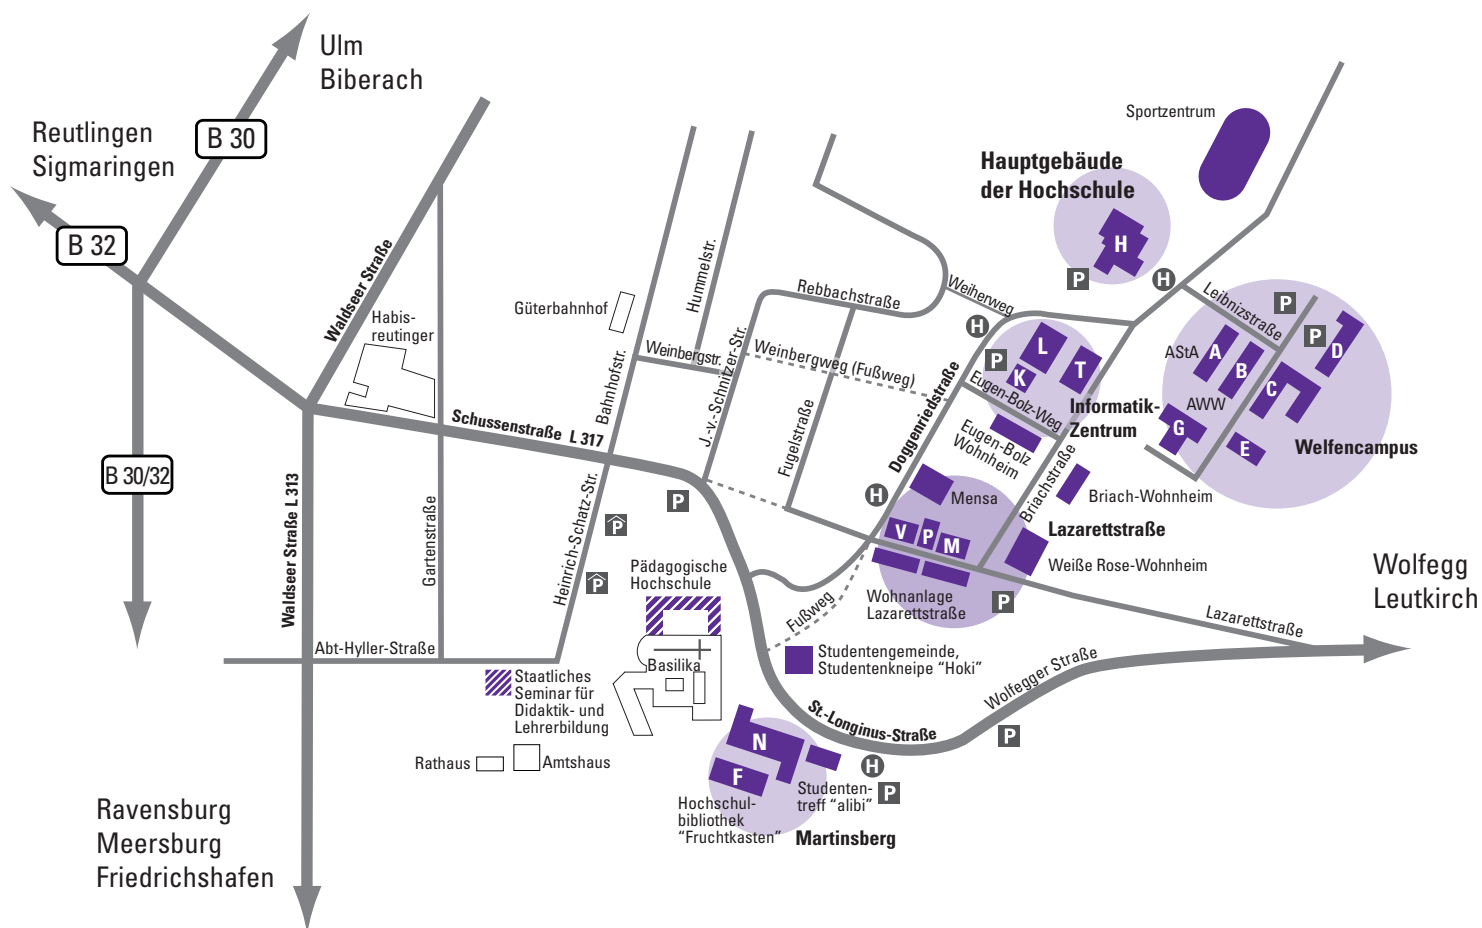 Ulm
Biberach
Reutlingen
Sigmaringen
B 30
B 32
B 30/32
Waldseer Straße
Habis-
reutinger
Güterbahnhof
Hummelstr.
Weinbergstr.
Bahnhofstr.
J.-v.-Schnitzer-Str.
Rebbachstraße
Weinbergweg (Fußweg)
Fugelstraße
Weiherweg
Doggenriedstraße
Sportzentrum
Hauptgebäude
der Hochschule
H
P
H
Leibnizstraße
P
P
AStA
A
B
C
D
AWW
G
E
Welfencampus
H
P
L
K
T
Eugen-Bolz-Weg
Informatik-
Zentrum
Eugen-Bolz
Wohnheim
Briachstraße
Briach-Wohnheim
Schussenstraße L 317
Waldseer Straße L 313
Gartenstraße
Heinrich-Schatz-Str.
Abt-Hyller-Straße
P
P
P
H
Mensa
V
P
M
Lazarettstraße
Weiße Rose-Wohnheim
Wohnanlage
Lazarettstraße
P
Lazarettstraße
Wolfegg
Leutkirch
Pädagogische
Hochschule
Fußweg
Basilika
Staatliches
Seminar für
Didaktik- und
Lehrerbildung
Studentengemeinde,
Studentenkneipe “Hoki”
Rathaus
Amtshaus
St.-Longinus-Straße
Wolfegger Straße
P
N
F
H
P
Studenten-
treff “alibi”
Hochschul-
bibliothek
“Fruchtkasten”
Martinsberg
Ravensburg
Meersburg
Friedrichshafen